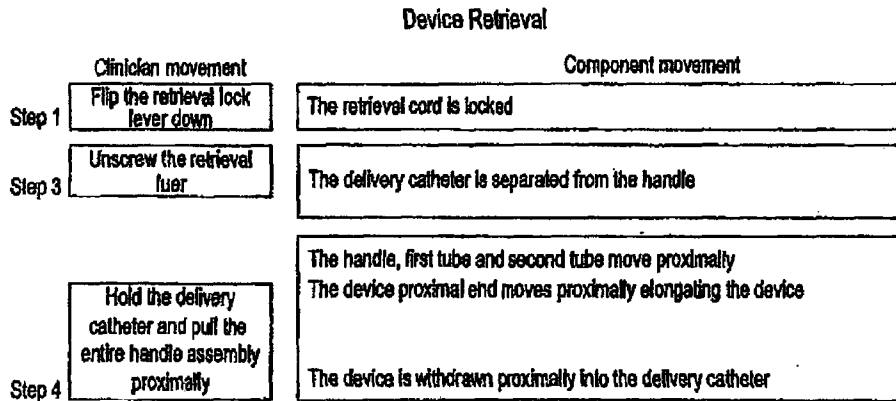 Device Retrieval
Clinician movement
Component movement
Step 1
Flip the retrieval lock
lever down
The retrieval cord is locked
Step 3
Unscrew the retrieval
luer
The delivery catheter is separated from the handle
Step 4
Hold the delivery
catheter and pull the
entire handle assembly
proximally
The handle, first tube and second tube move proximally
The device proximal end moves proximally elongating the device
The device is withdrawn proximally into the delivery catheter